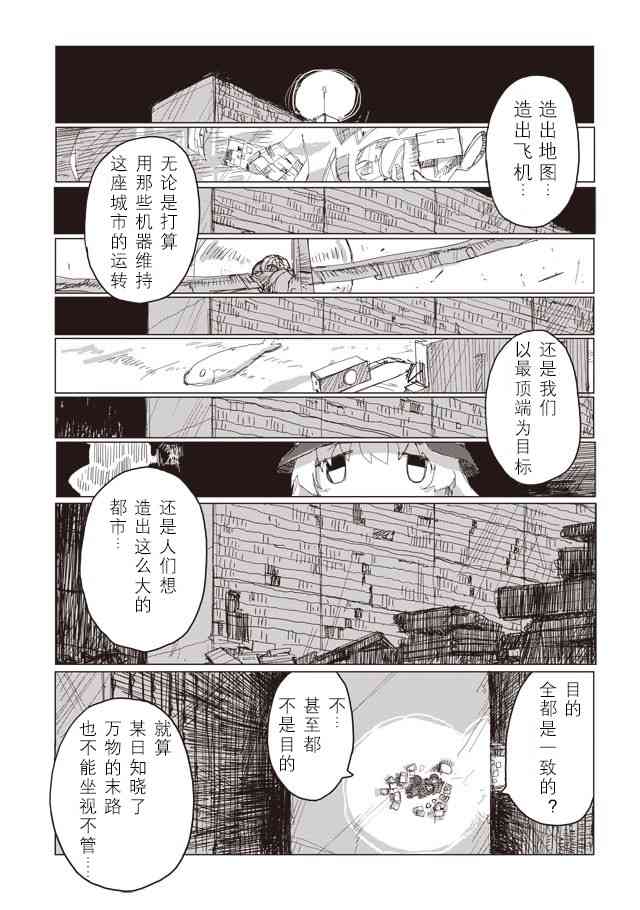 造出地图…
造出飞机…
无论是打算
用那些机器维持
这座城市的运转
还是我们
以最顶端为
目标
还是人们想
造出这么大的
都市…
目的
全都是一致的?
不…
甚至都
不是目的
就算
某日知晓了
万物的末路
也不能坐视不管……